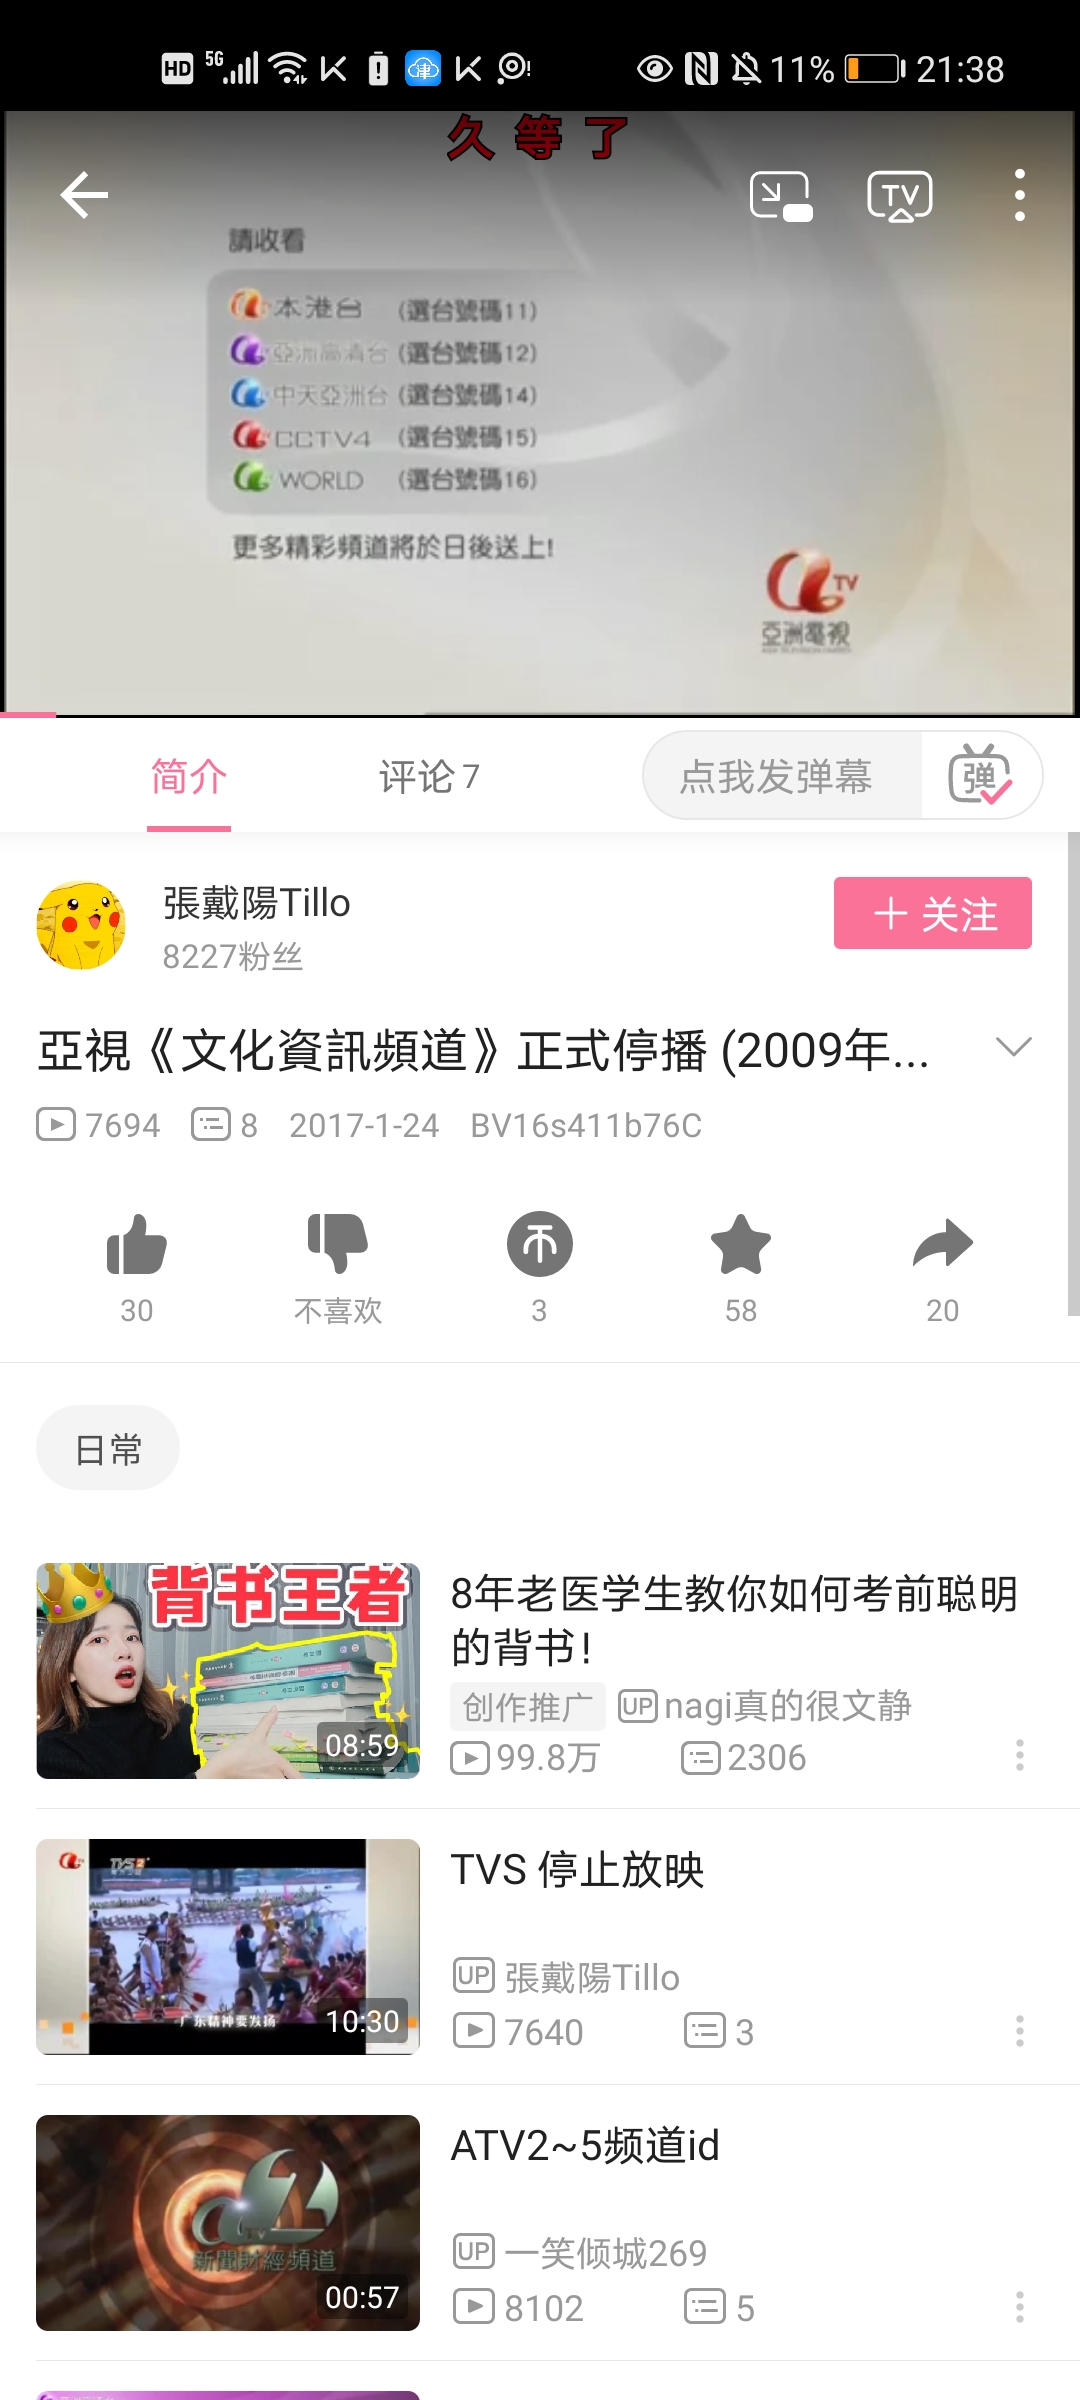 HD 5G 津 11% 21:38
久等了
TV
請收看
本港台 (選台號碼11)
亞洲高清台 (選台號碼12)
中天亞洲台 (選台號碼14)
CCTV4 (選台號碼15)
WORLD (選台號碼16)
更多精彩頻道將於日後送上!
TV
亞洲電視
简介 评论 7 点我发弹幕 弹
張戴陽Tillo
8227粉丝
+ 关注
亞視《文化資訊頻道》正式停播 (2009年...
7694 8 2017-1-24 BV16s411b76C
30 不喜欢 3 58 20
日常
背书王者
08:59
8年老医学生教你如何考前聪明
的背书!
创作推广 UP nagi真的很文静
99.8万 2306
TVS2
广东精神要发扬
10:30
TVS 停止放映
UP 張戴陽Tillo
7640 3
TV
新聞財經頻道
00:57
ATV2~5频道id
UP 一笑倾城269
8102 5